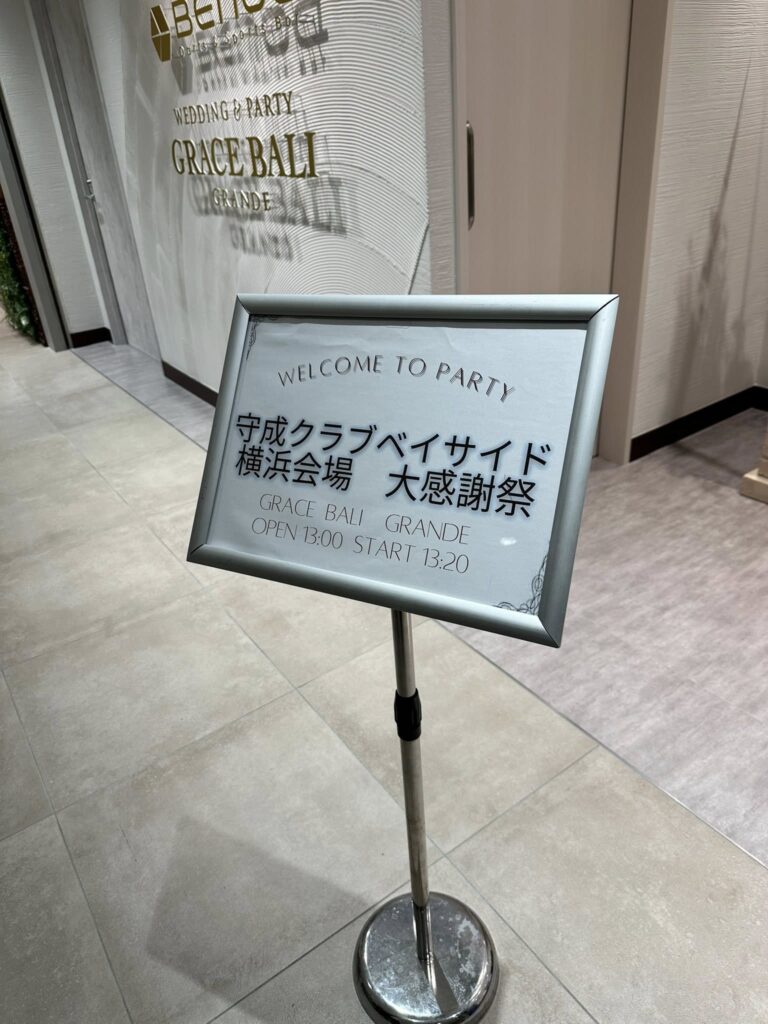 WEDDING & PARTY
GRACE BALI
GRANDE
WELCOME TO PARTY
守成クラブベイサイド
横浜会場 大感謝祭
GRACE BALI GRANDE
OPEN 13:00 START 13:20